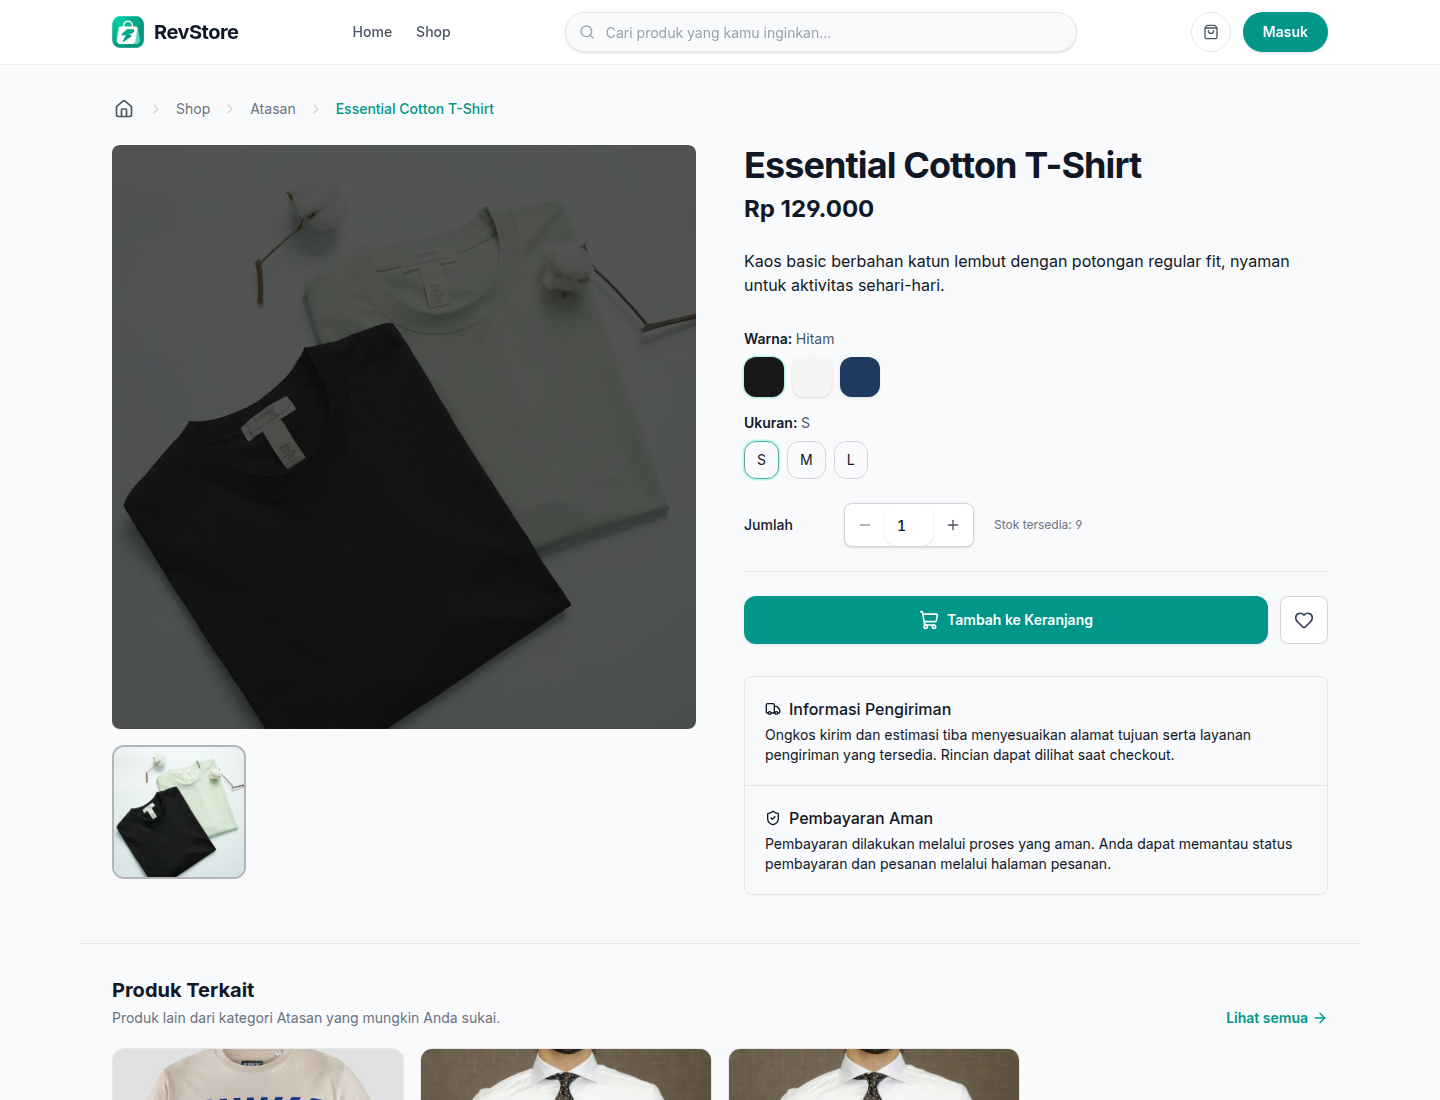 RevStore
Home
Shop
Cari produk yang kamu inginkan...
Masuk
Shop
Atasan
Essential Cotton T-Shirt
Essential Cotton T-Shirt
Rp 129.000
Kaos basic berbahan katun lembut dengan potongan regular fit, nyaman
untuk aktivitas sehari-hari.
Warna: Hitam
Ukuran: S
S
M
L
Jumlah
1
Stok tersedia: 9
Tambah ke Keranjang
Informasi Pengiriman
Ongkos kirim dan estimasi tiba menyesuaikan alamat tujuan serta layanan
pengiriman yang tersedia. Rincian dapat dilihat saat checkout.
Pembayaran Aman
Pembayaran dilakukan melalui proses yang aman. Anda dapat memantau status
pembayaran dan pesanan melalui halaman pesanan.
Produk Terkait
Produk lain dari kategori Atasan yang mungkin Anda sukai.
Lihat semua